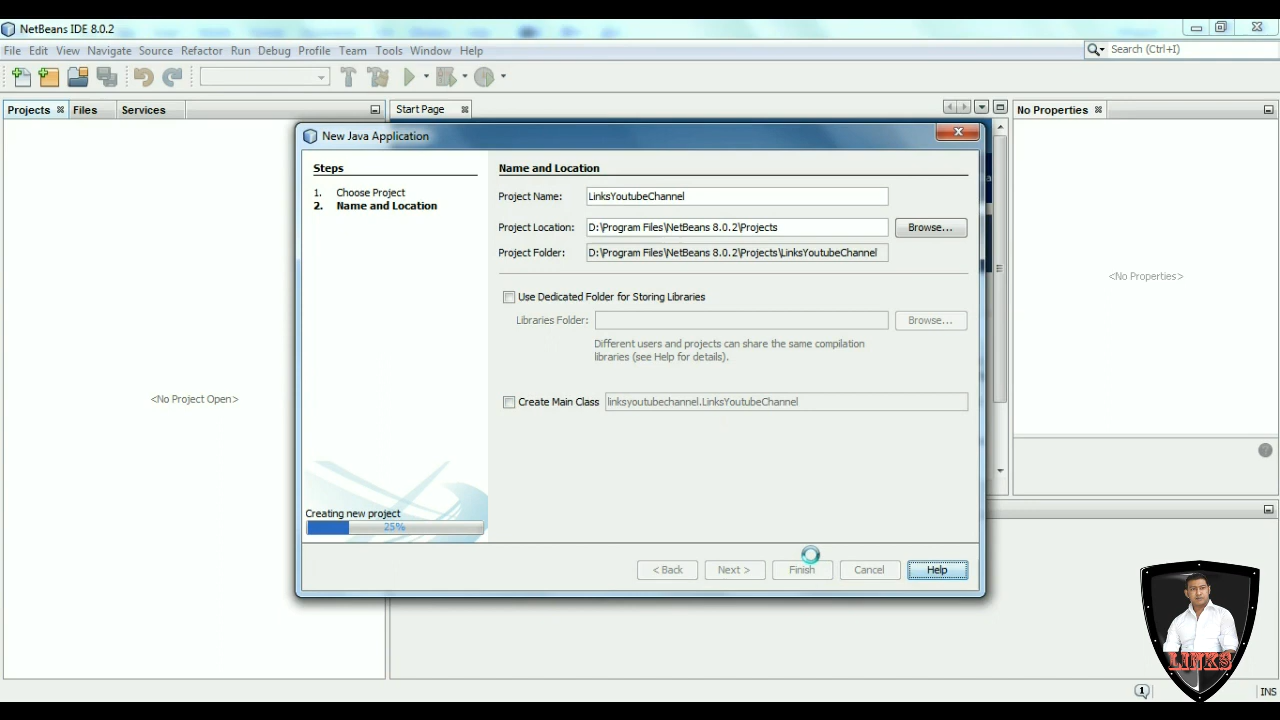 NetBeans IDE 8.0.2
File Edit View Navigate Source Refactor Run Debug Profile Team Tools Window Help
Search (Ctrl+I)
Projects Files Services
Start Page
No Properties
New Java Application
Steps
1. Choose Project
2. Name and Location
Name and Location
Project Name: LinksYoutubeChannel
Project Location: D:\Program Files\NetBeans 8.0.2\Projects Browse...
Project Folder: D:\Program Files\NetBeans 8.0.2\Projects\LinksYoutubeChannel
Use Dedicated Folder for Storing Libraries
Libraries Folder: Browse...
Different users and projects can share the same compilation
libraries (see Help for details).
Create Main Class linksyoutubechannel.LinksYoutubeChannel
<No Project Open>
<No Properties>
Creating new project
25%
< Back Next > Finish Cancel Help
LINKS
1 INS